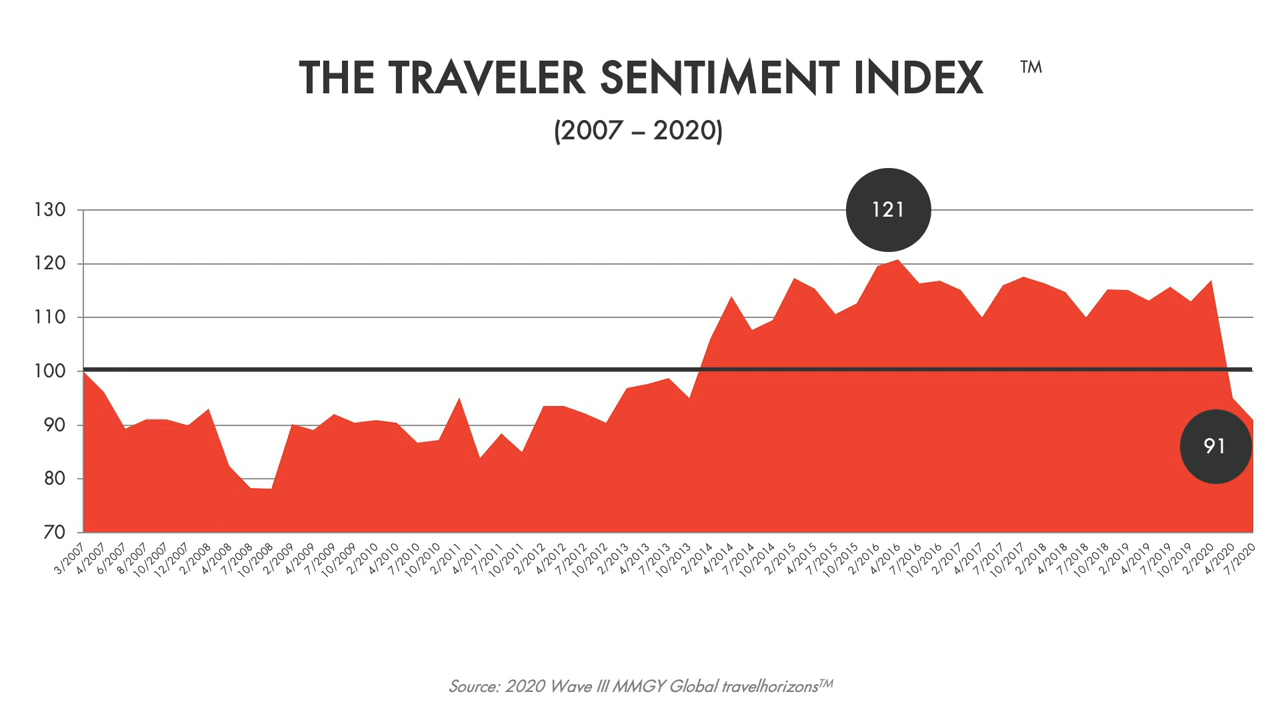 THE TRAVELER SENTIMENT INDEX ™
(2007 – 2020)
130
120
110
100
90
80
70
121
91
3/2007 4/2007 6/2007 8/2007 10/2007 12/2007 2/2008 4/2008 7/2008 10/2008 2/2009 4/2009 7/2009 10/2009 2/2010 4/2010 7/2010 10/2010 2/2011 4/2011 7/2011 10/2011 2/2012 4/2012 7/2012 10/2012 2/2013 4/2013 7/2013 10/2013 2/2014 4/2014 7/2014 10/2014 2/2015 4/2015 7/2015 10/2015 2/2016 4/2016 7/2016 10/2016 2/2017 4/2017 7/2017 10/2017 2/2018 4/2018 7/2018 10/2018 2/2019 4/2019 7/2019 10/2019 2/2020 4/2020 7/2020
Source: 2020 Wave III MMGY Global travelhorizons™